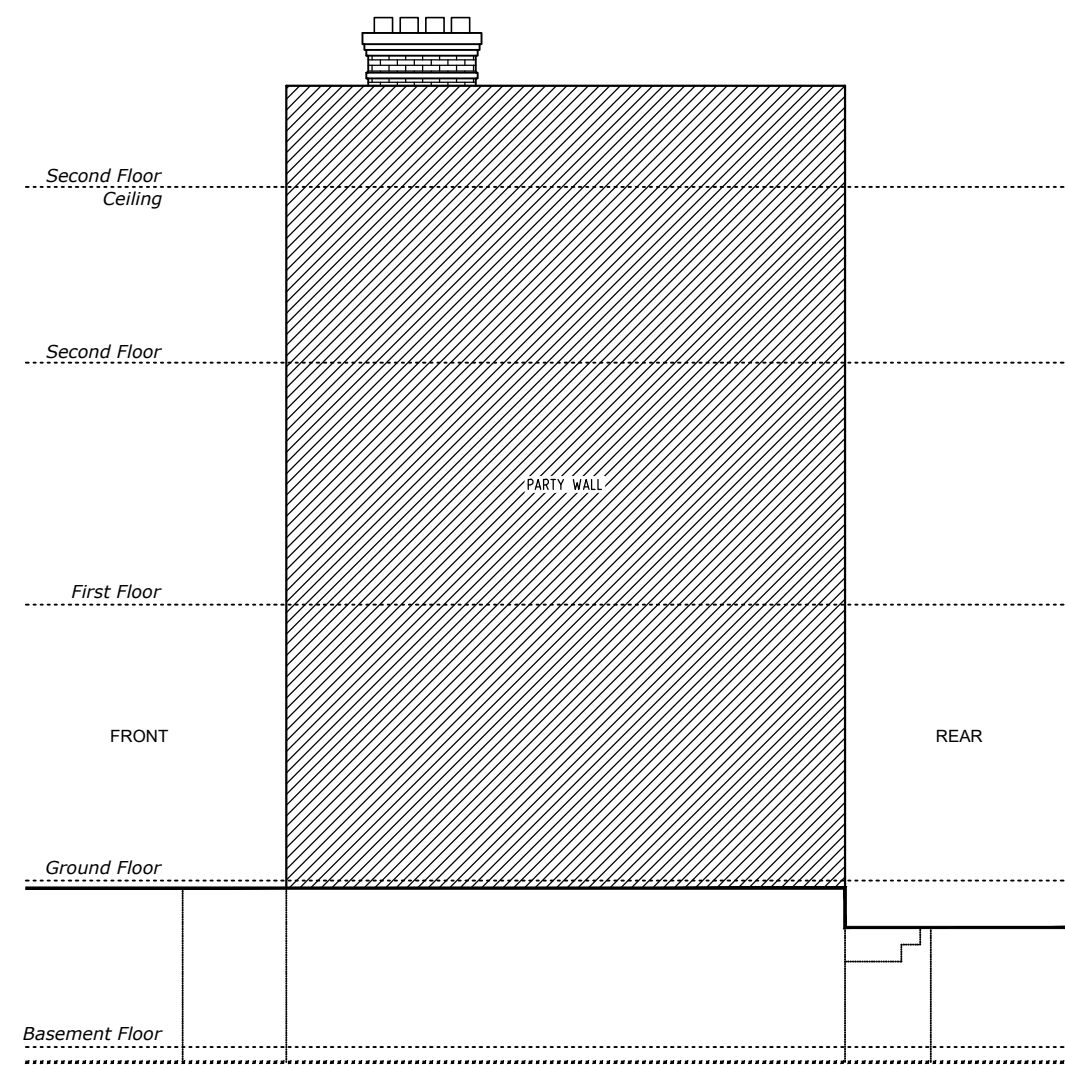 Second Floor
Ceiling
Second Floor
PARTY WALL
First Floor
FRONT
REAR
Ground Floor
Basement Floor